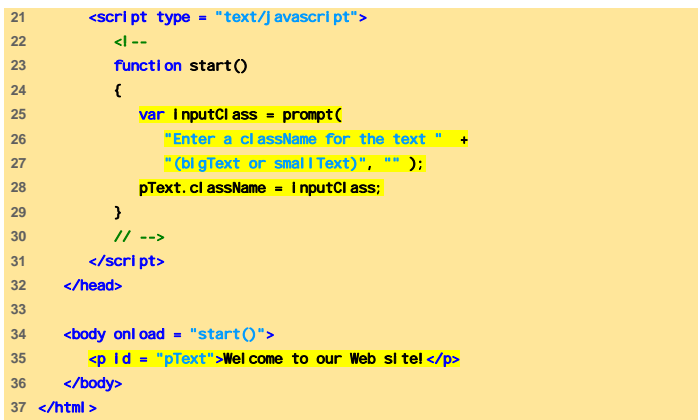 21 <script type = "text/javascript">
22 <!--
23 function start()
24 {
25 var inputClass = prompt(
26 "Enter a className for the text " +
27 "(bigText or smallText)", "" );
28 pText.className = inputClass;
29 }
30 // -->
31 </script>
32 </head>
33
34 <body onload = "start()">
35 <p id = "pText">Welcome to our Web site!</p>
36 </body>
37 </html>